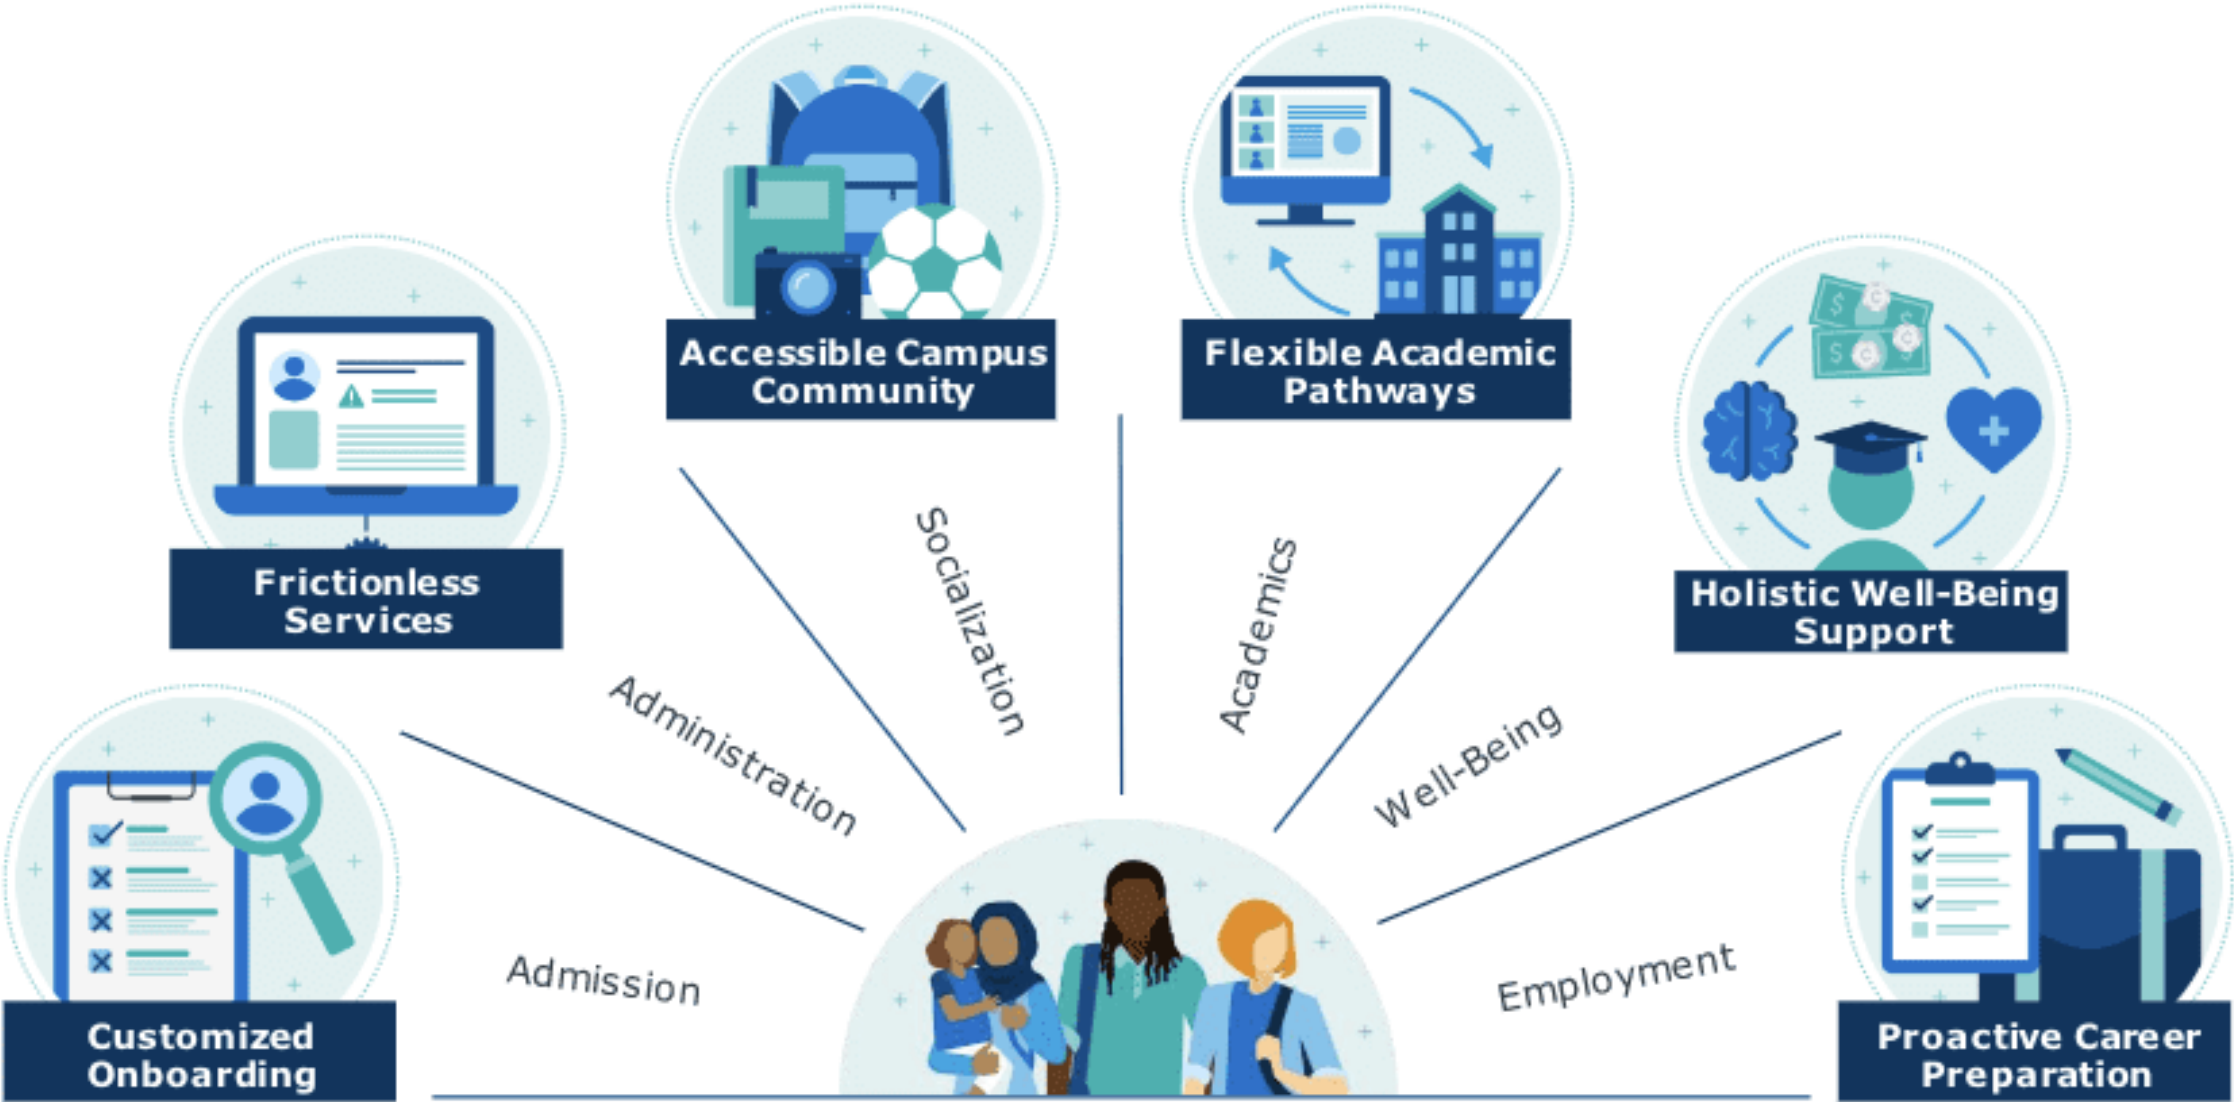 Accessible Campus
Community
Flexible Academic
Pathways
Frictionless
Services
Holistic Well-Being
Support
Socialization
Academics
Administration
Well-Being
Admission
Employment
Customized
Onboarding
Proactive Career
Preparation